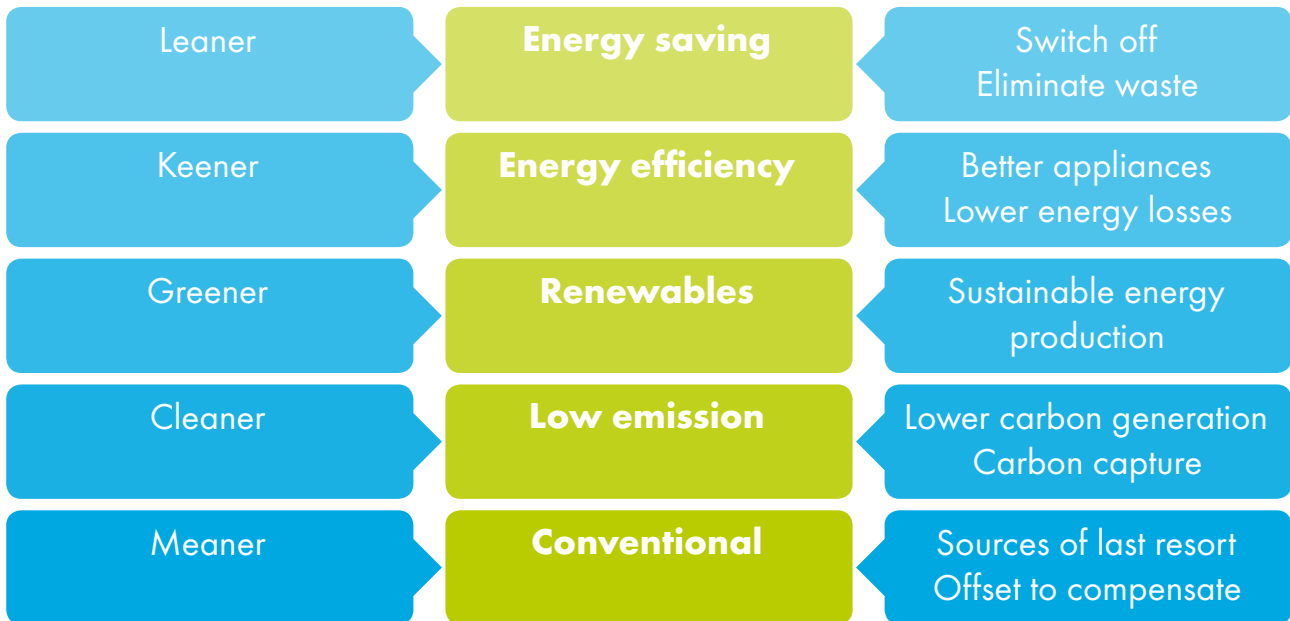 Leaner
Energy saving
Switch off
Eliminate waste
Keener
Energy efficiency
Better appliances
Lower energy losses
Greener
Renewables
Sustainable energy
production
Cleaner
Low emission
Lower carbon generation
Carbon capture
Meaner
Conventional
Sources of last resort
Offset to compensate